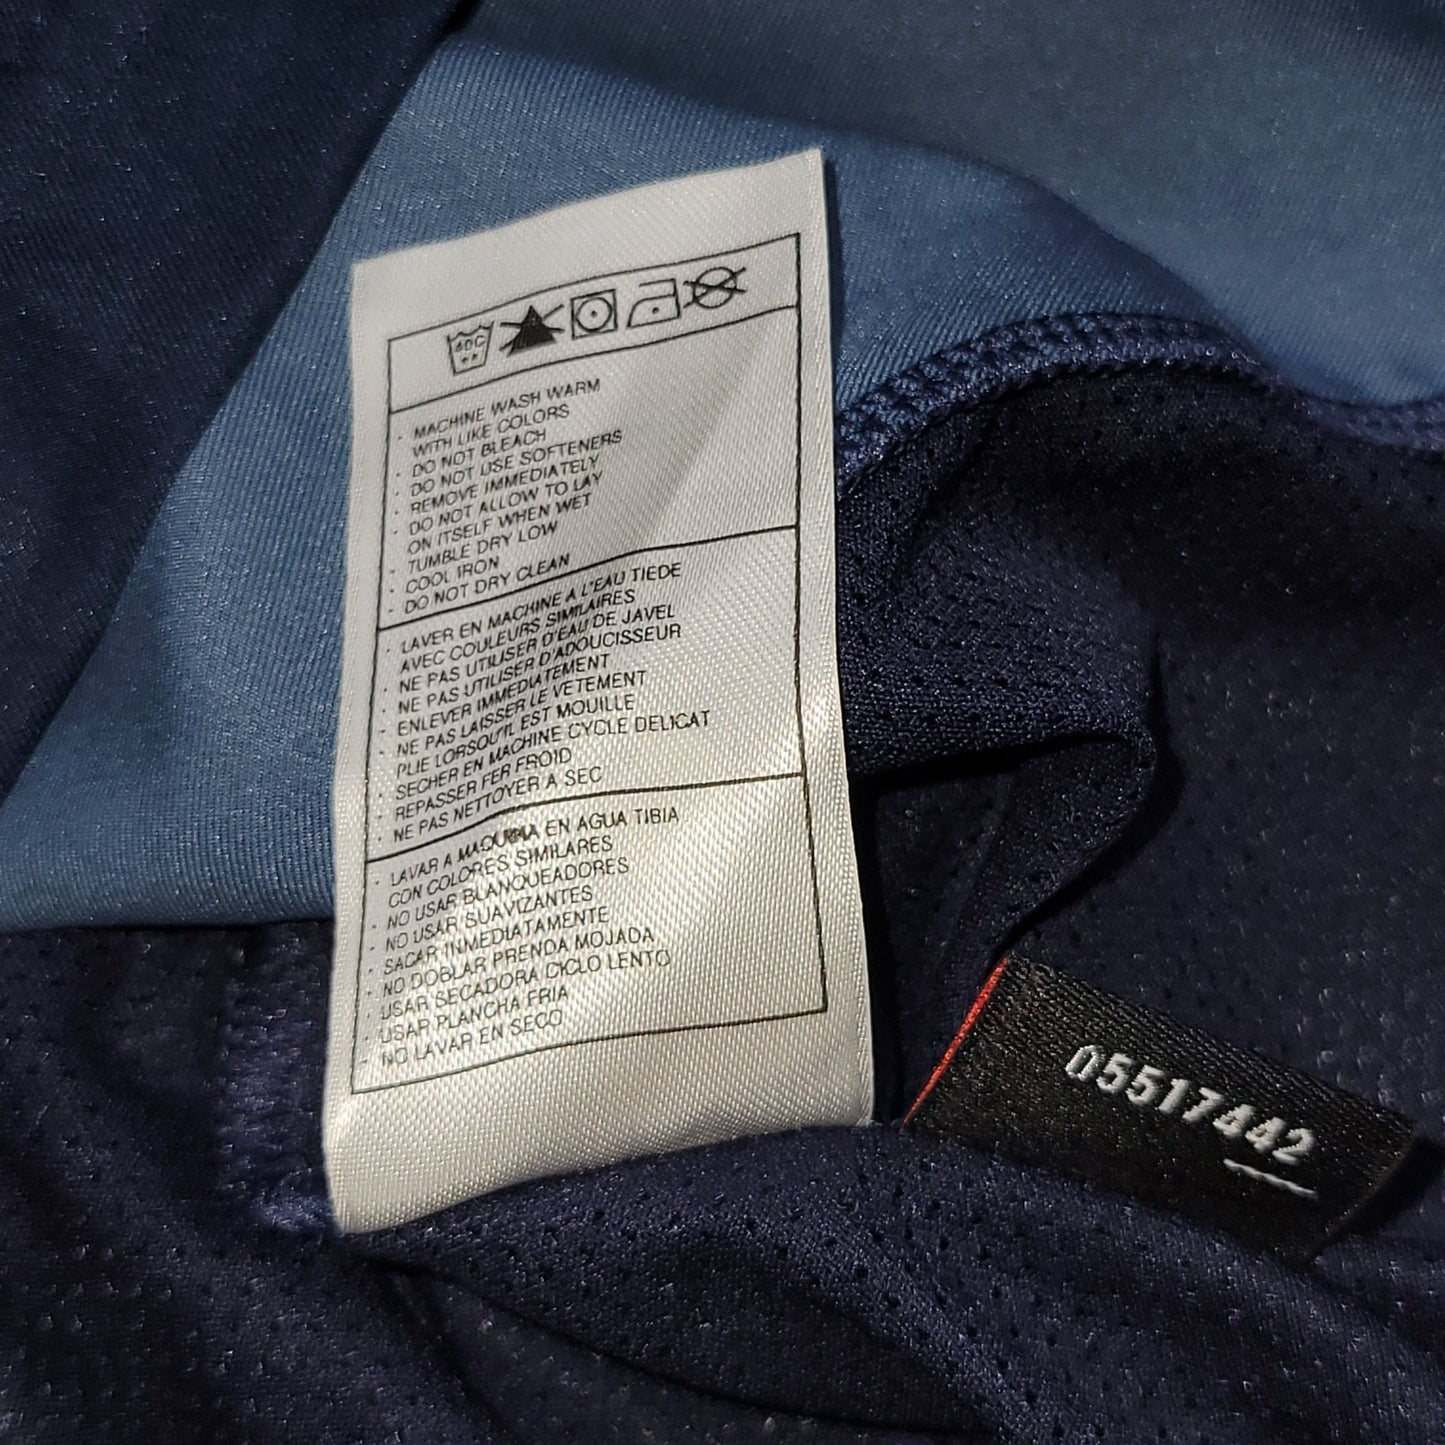 40C
· MACHINE WASH WARM
WITH LIKE COLORS
· DO NOT BLEACH
· DO NOT USE SOFTENERS
· REMOVE IMMEDIATELY
· DO NOT ALLOW TO LAY
ON ITSELF WHEN WET
· TUMBLE DRY LOW
· COOL IRON
· DO NOT DRY CLEAN
· LAVER EN MACHINE A L'EAU TIEDE
AVEC COULEURS SIMILAIRES
· NE PAS UTILISER D'EAU DE JAVEL
· NE PAS UTILISER D'ADOUCISSEUR
· ENLEVER IMMEDIATEMENT
· NE PAS LAISSER LE VETEMENT
PLIE LORSQU'IL EST MOUILLE
· SECHER EN MACHINE CYCLE DELICAT
· REPASSER FER FROID
· NE PAS NETTOYER A SEC
· LAVAR A MAQUINA EN AGUA TIBIA
CON COLORES SIMILARES
· NO USAR BLANQUEADORES
· NO USAR SUAVIZANTES
· SACAR INMEDIATAMENTE
· NO DOBLAR PRENDA MOJADA
· USAR SECADORA CICLO LENTO
· USAR PLANCHA FRIA
· NO LAVAR EN SECO
05517442